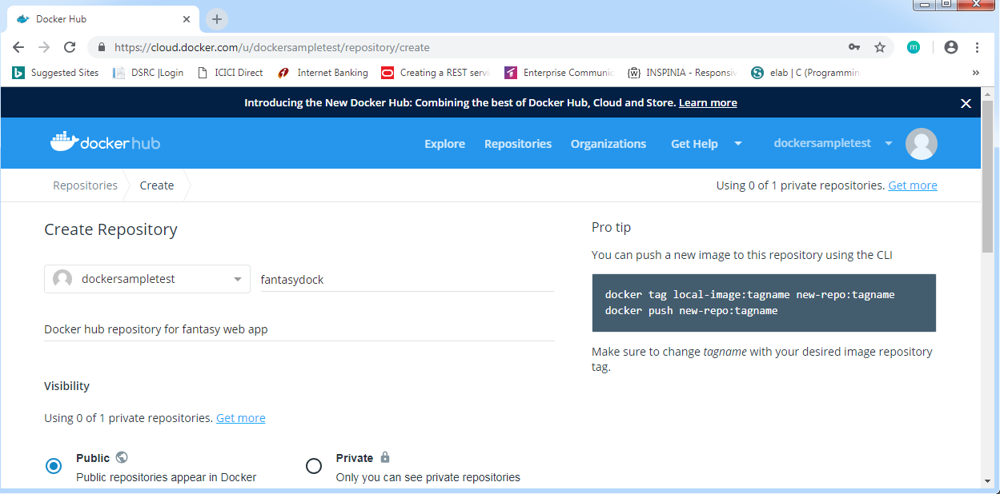 Docker Hub
https://cloud.docker.com/u/dockersampletest/repository/create
m
Suggested Sites DSRC |Login ICICI Direct Internet Banking Creating a REST servi Enterprise Communic INSPINIA - Responsiv elab | C (Programmin »
Introducing the New Docker Hub: Combining the best of Docker Hub, Cloud and Store. Learn more
docker hub Explore Repositories Organizations Get Help dockersampletest
Repositories Create Using 0 of 1 private repositories. Get more
Create Repository
dockersampletest fantasydock
Docker hub repository for fantasy web app
Visibility
Using 0 of 1 private repositories. Get more
Public Private
Public repositories appear in Docker Only you can see private repositories
Pro tip
You can push a new image to this repository using the CLI
docker tag local-image:tagname new-repo:tagname
docker push new-repo:tagname
Make sure to change tagname with your desired image repository
tag.